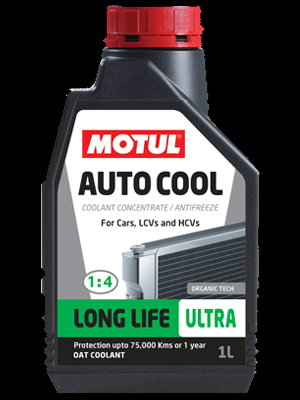 MOTUL
AUTO COOL
COOLANT CONCENTRATE / ANTIFREEZE
For Cars, LCVs and HCVs
1:4
ORGANIC TECH
LONG LIFE ULTRA
Protection upto 75,000 Kms or 1 year
OAT COOLANT 1L